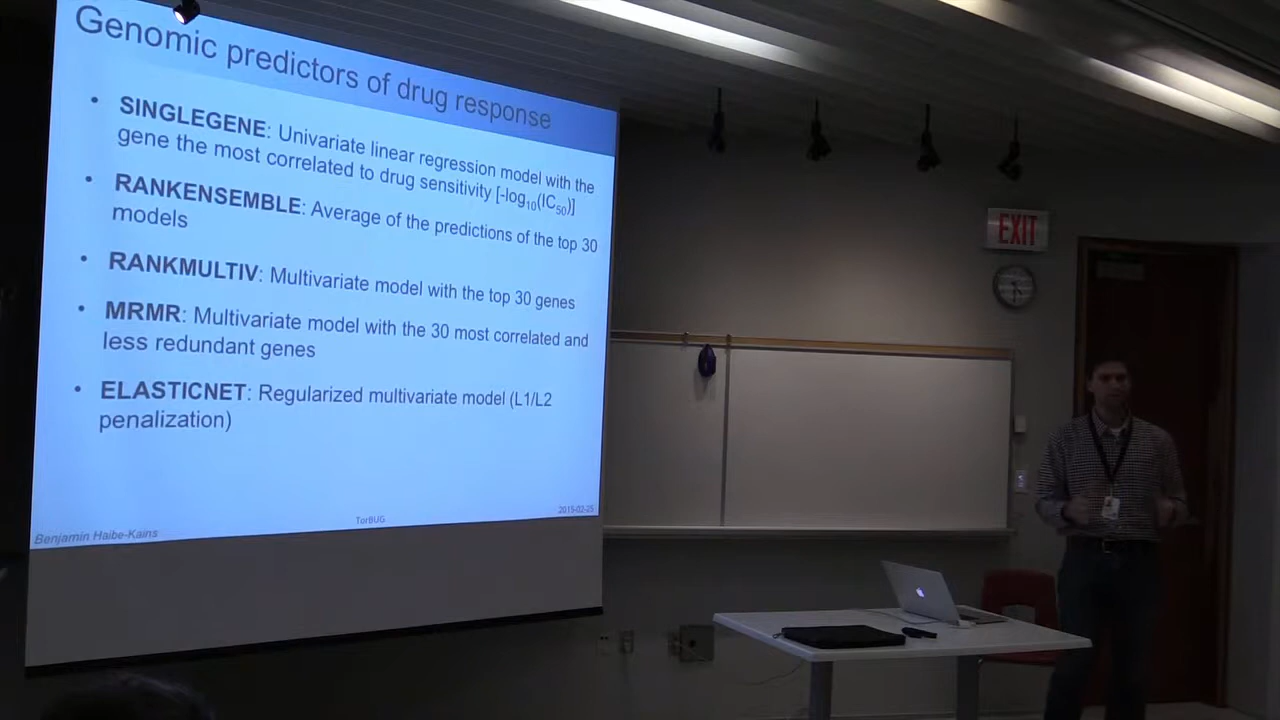 Genomic predictors of drug response
• SINGLEGENE: Univariate linear regression model with the
gene the most correlated to drug sensitivity [-log10(IC50)]
• RANKENSEMBLE: Average of the predictions of the top 30
models
• RANKMULTIV: Multivariate model with the top 30 genes
• MRMR: Multivariate model with the 30 most correlated and
less redundant genes
• ELASTICNET: Regularized multivariate model (L1/L2
penalization)
Benjamin Haibe-Kains
TorBUG
2015-02-25
EXIT